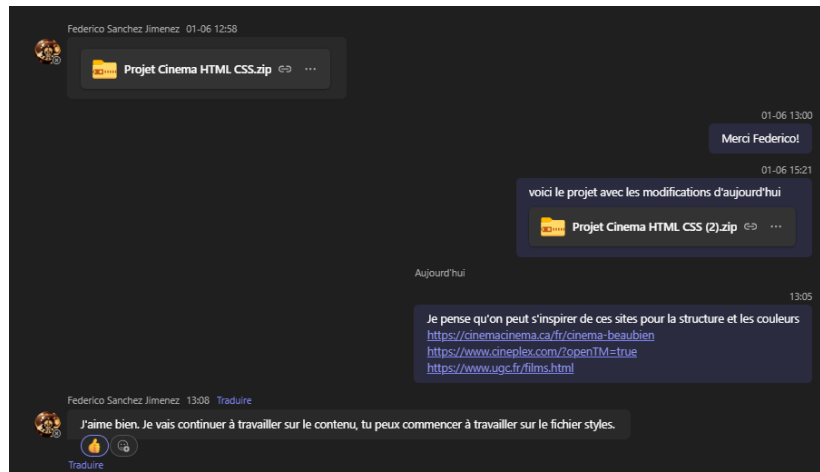 Federico Sanchez Jimenez 01-06 12:58
Projet Cinema HTML CSS.zip
01-06 13:00
Merci Federico!
01-06 15:21
voici le projet avec les modifications d'aujourd'hui
Projet Cinema HTML CSS (2).zip
Aujourd'hui
13:05
Je pense qu'on peut s'inspirer de ces sites pour la structure et les couleurs
https://cinemacinema.ca/fr/cinema-beaubien
https://www.cineplex.com/?openTM=true
https://www.ugc.fr/films.html
Federico Sanchez Jimenez 13:08 Traduire
J'aime bien. Je vais continuer à travailler sur le contenu, tu peux commencer à travailler sur le fichier styles.
Traduire